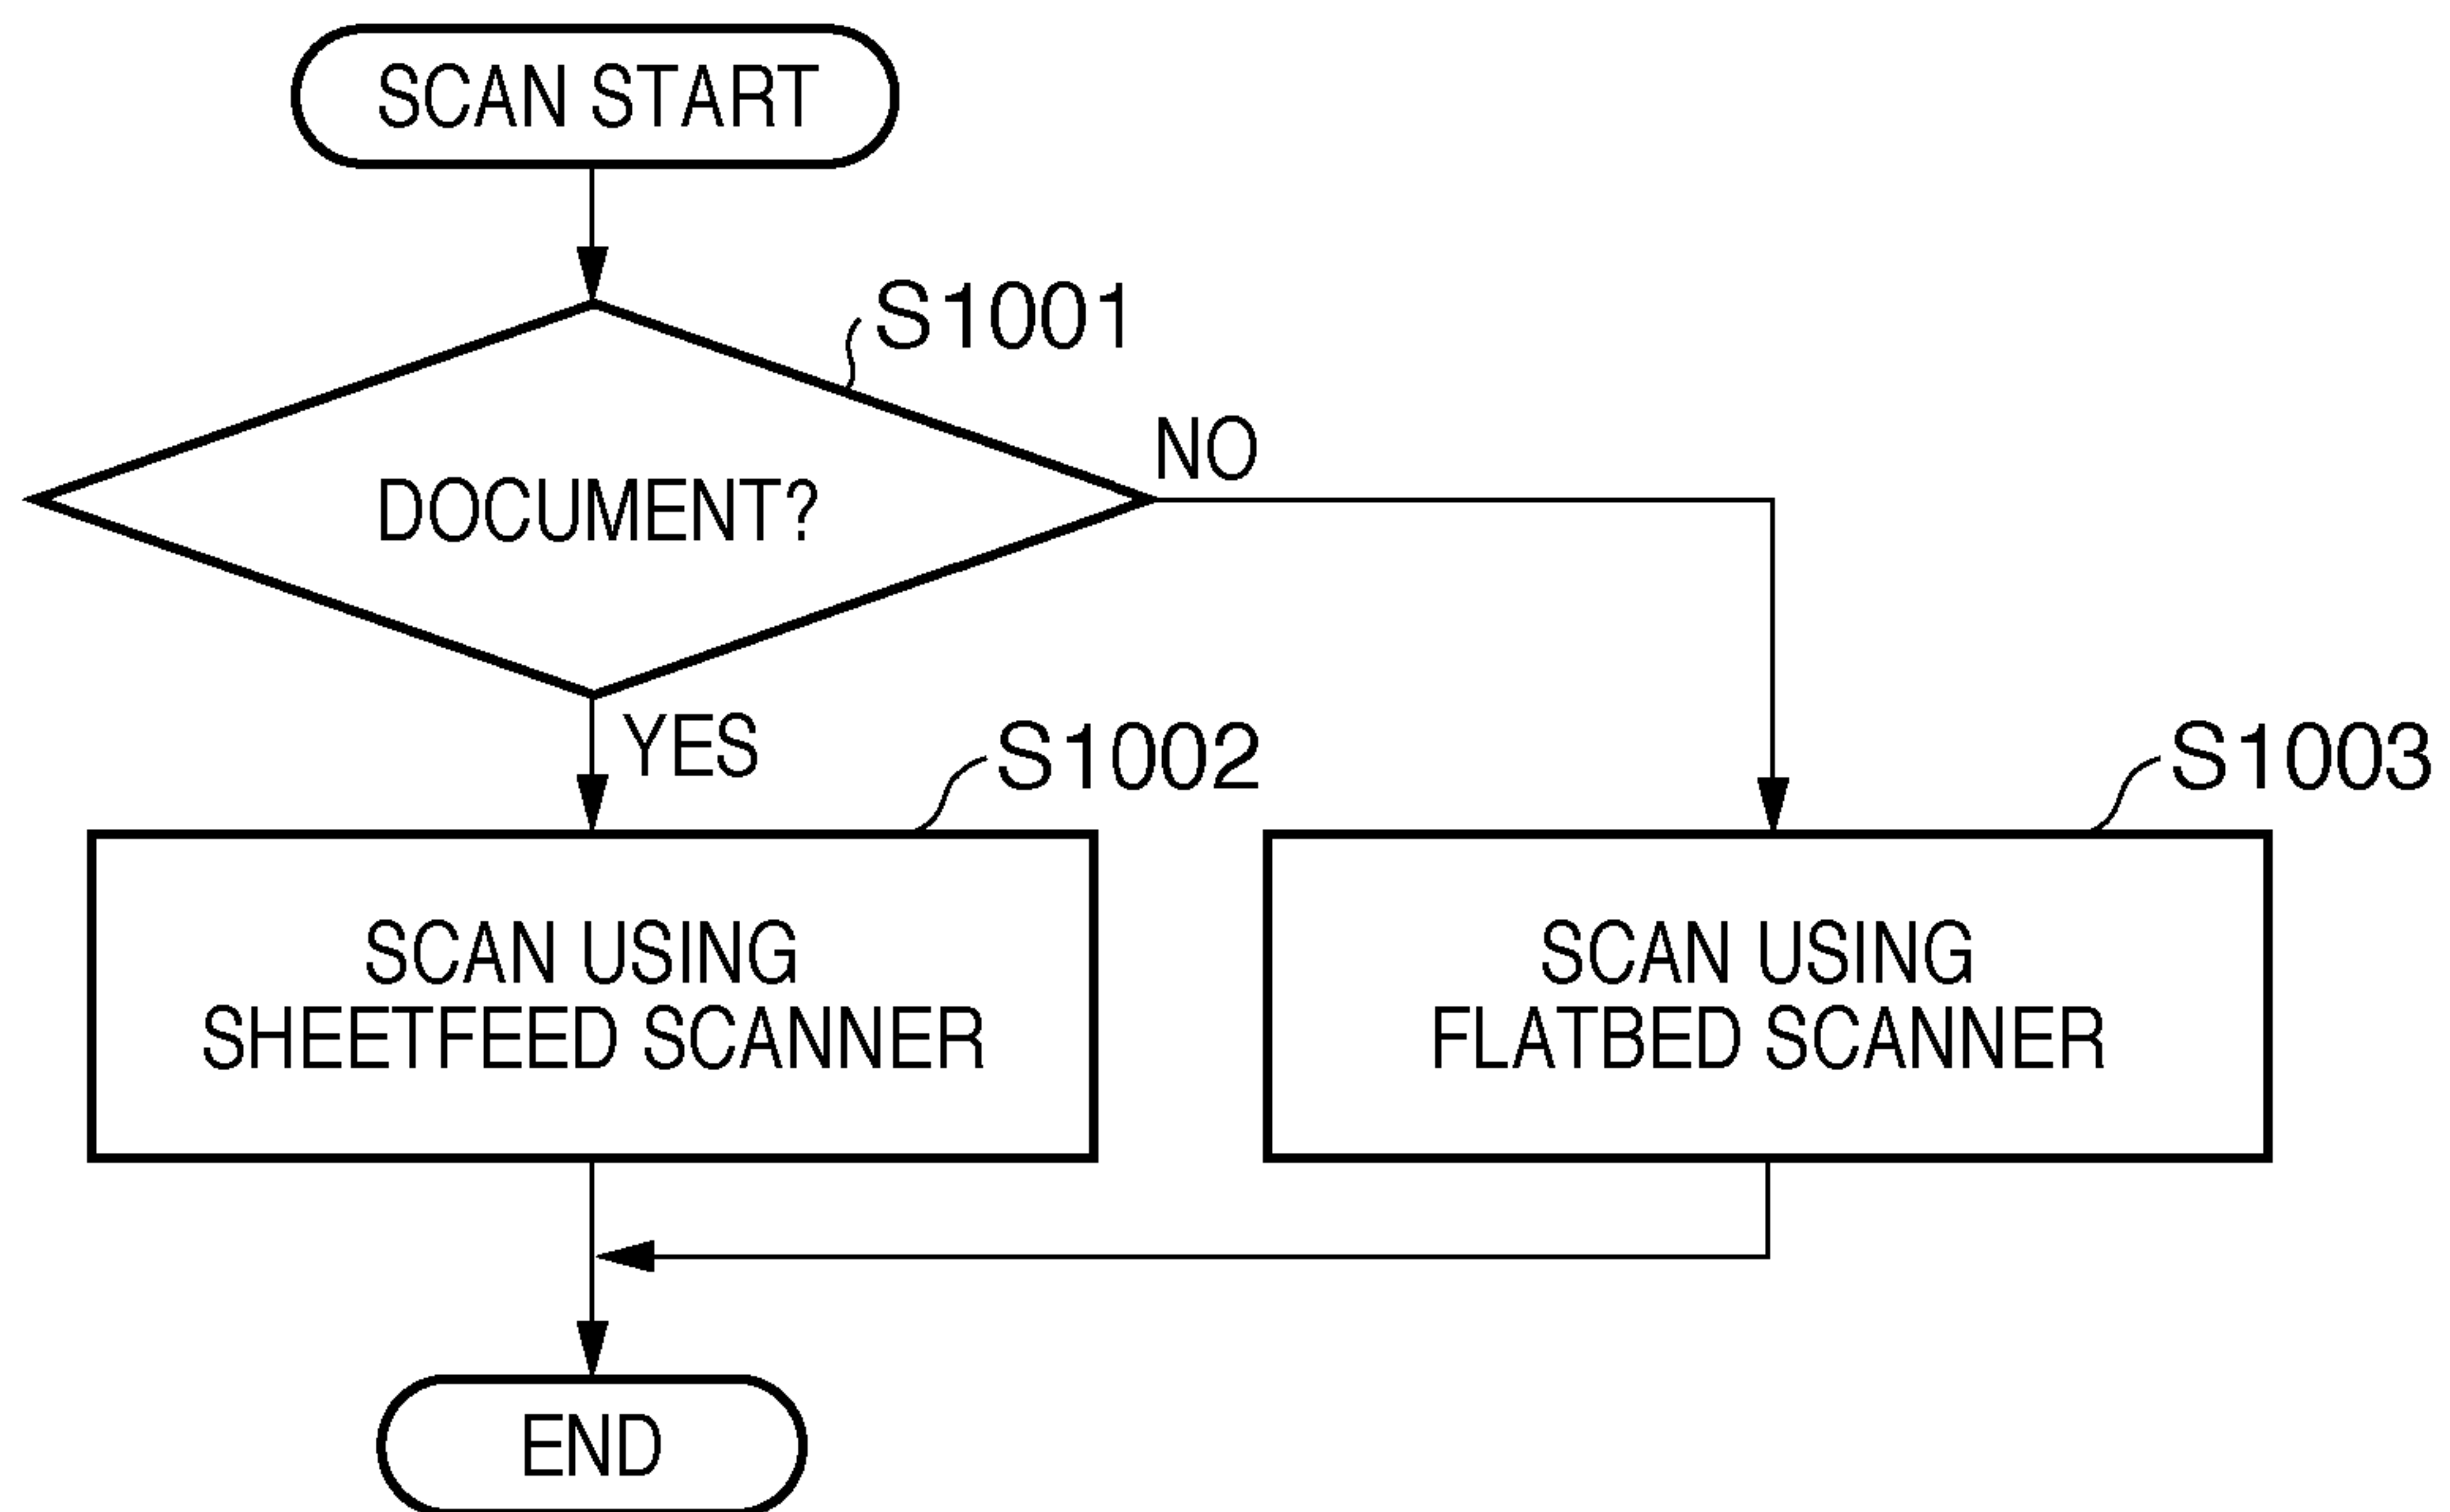 SCAN START
S1001
DOCUMENT?
NO
YES
S1002
S1003
SCAN USING
SHEETFEED SCANNER
SCAN USING
FLATBED SCANNER
END